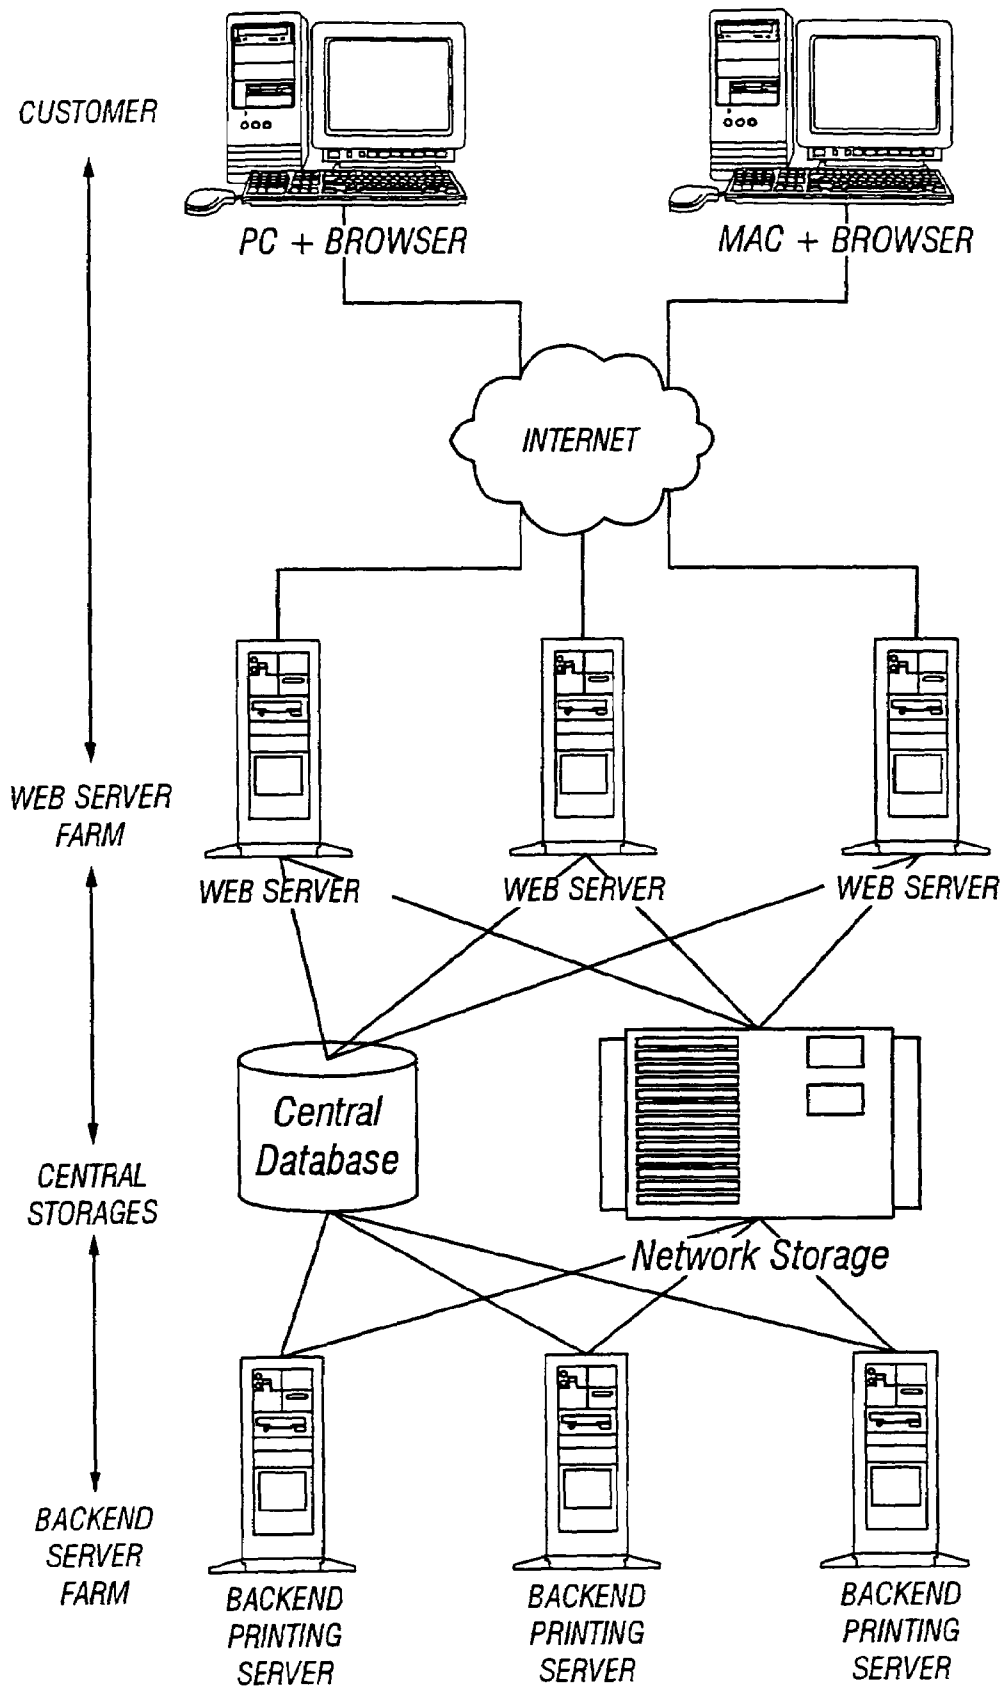 CUSTOMER
PC + BROWSER
MAC + BROWSER
INTERNET
WEB SERVER
FARM
WEB SERVER
WEB SERVER
WEB SERVER
Central
Database
CENTRAL
STORAGES
Network Storage
BACKEND
SERVER
FARM
BACKEND
PRINTING
SERVER
BACKEND
PRINTING
SERVER
BACKEND
PRINTING
SERVER